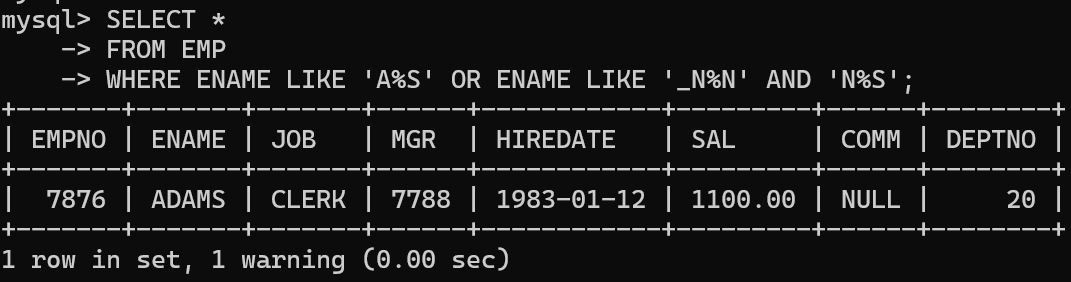 mysql> SELECT *
    -> FROM EMP
    -> WHERE ENAME LIKE 'A%S' OR ENAME LIKE '_N%N' AND 'N%S';
+-------+-------+-------+------+------------+---------+------+--------+
| EMPNO | ENAME | JOB   | MGR  | HIREDATE   | SAL     | COMM | DEPTNO |
+-------+-------+-------+------+------------+---------+------+--------+
|  7876 | ADAMS | CLERK | 7788 | 1983-01-12 | 1100.00 | NULL |     20 |
+-------+-------+-------+------+------------+---------+------+--------+
1 row in set, 1 warning (0.00 sec)